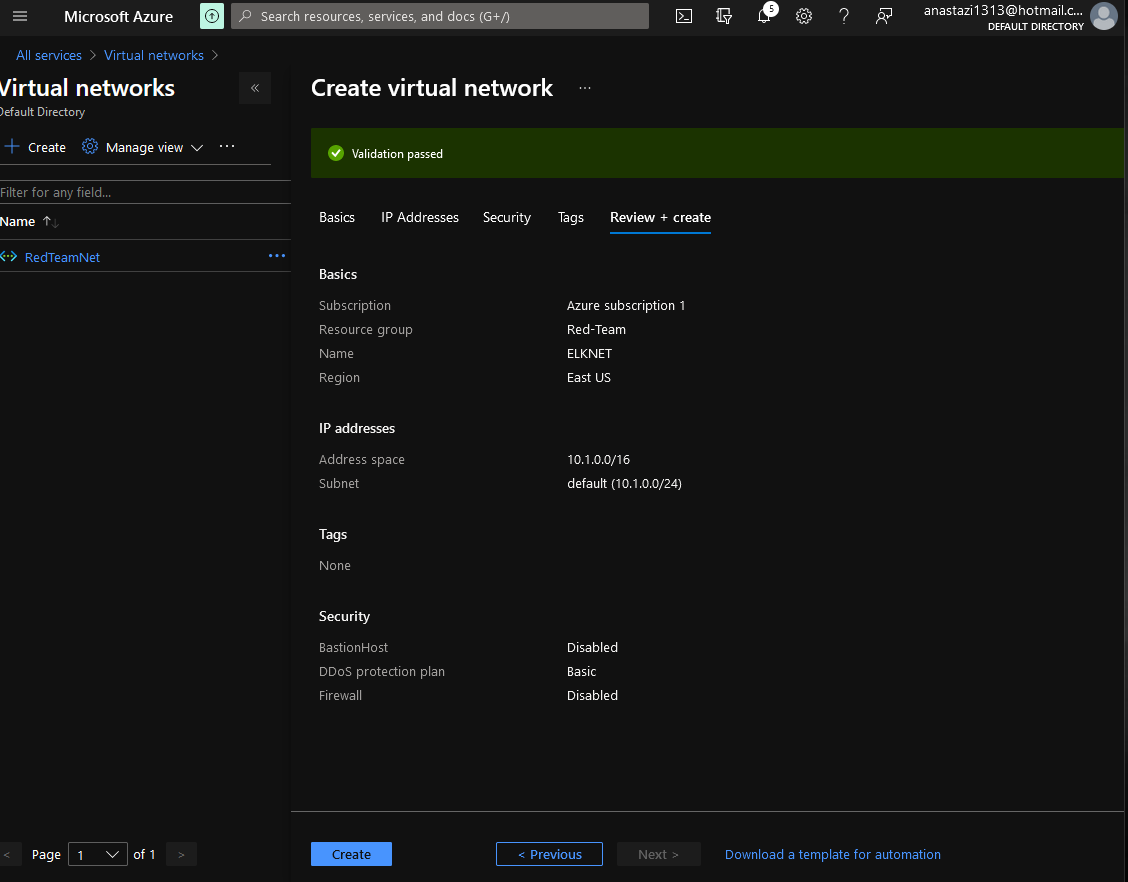 Microsoft Azure
Search resources, services, and docs (G+/)
5
anastazi1313@hotmail.c...
DEFAULT DIRECTORY
All services > Virtual networks >
Virtual networks
Default Directory
«
+ Create Manage view ...
Filter for any field...
Name ↑↓
RedTeamNet ...
< Page 1 of 1 >
Create virtual network ...
Validation passed
Basics IP Addresses Security Tags Review + create
Basics
Subscription Azure subscription 1
Resource group Red-Team
Name ELKNET
Region East US
IP addresses
Address space 10.1.0.0/16
Subnet default (10.1.0.0/24)
Tags
None
Security
BastionHost Disabled
DDoS protection plan Basic
Firewall Disabled
Create < Previous Next > Download a template for automation